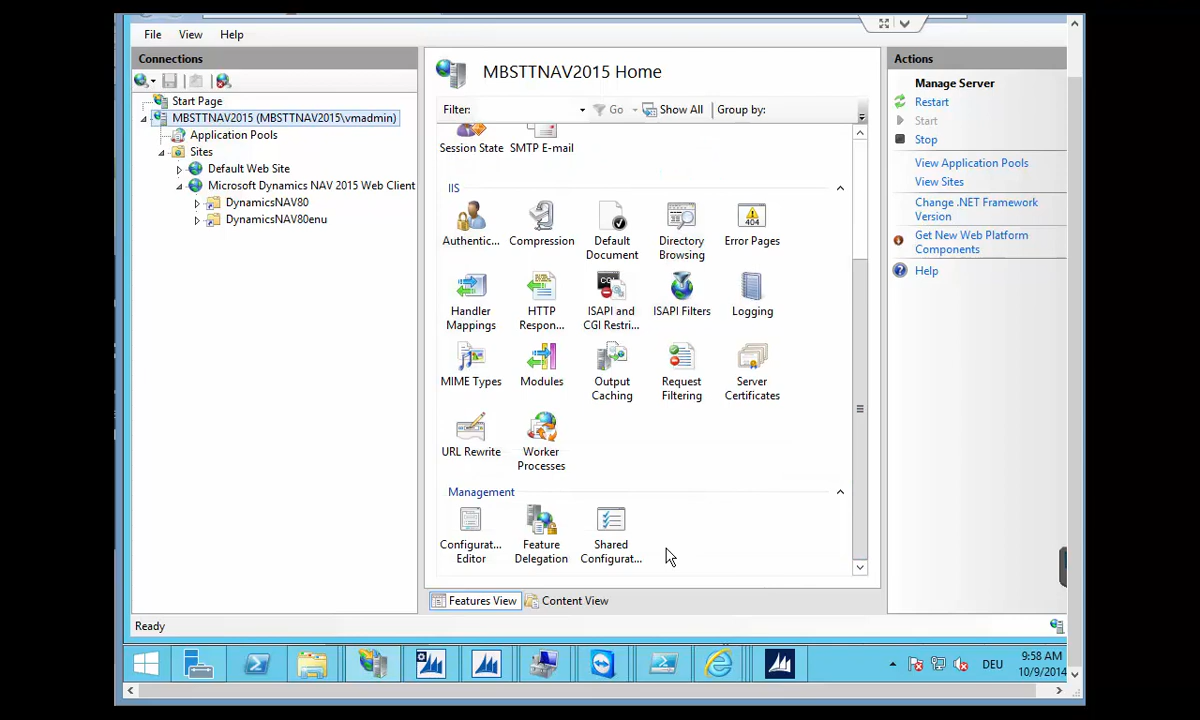 File View Help
Connections
Start Page
MBSTTNAV2015 (MBSTTNAV2015\vmadmin)
Application Pools
Sites
Default Web Site
Microsoft Dynamics NAV 2015 Web Client
DynamicsNAV80
DynamicsNAV80enu
MBSTTNAV2015 Home
Filter: Go Show All Group by:
Session State SMTP E-mail
IIS
Authentic... Compression Default Document Directory Browsing Error Pages
404
Handler Mappings HTTP Respon... ISAPI and CGI Restri... ISAPI Filters Logging
CGI
MIME Types Modules Output Caching Request Filtering Server Certificates
URL Rewrite Worker Processes
Management
Configurat... Editor Feature Delegation Shared Configurat...
Features View Content View
Actions
Manage Server
Restart
Start
Stop
View Application Pools
View Sites
Change .NET Framework
Version
Get New Web Platform
Components
Help
Ready
DEU
9:58 AM
10/9/2014